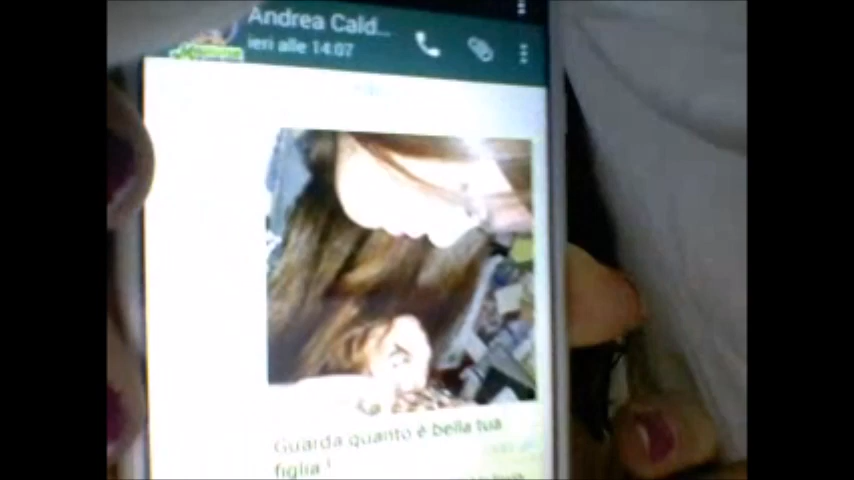 Andrea Cald...
ieri alle 14:07
Guarda quanto è bella tua
figlia !